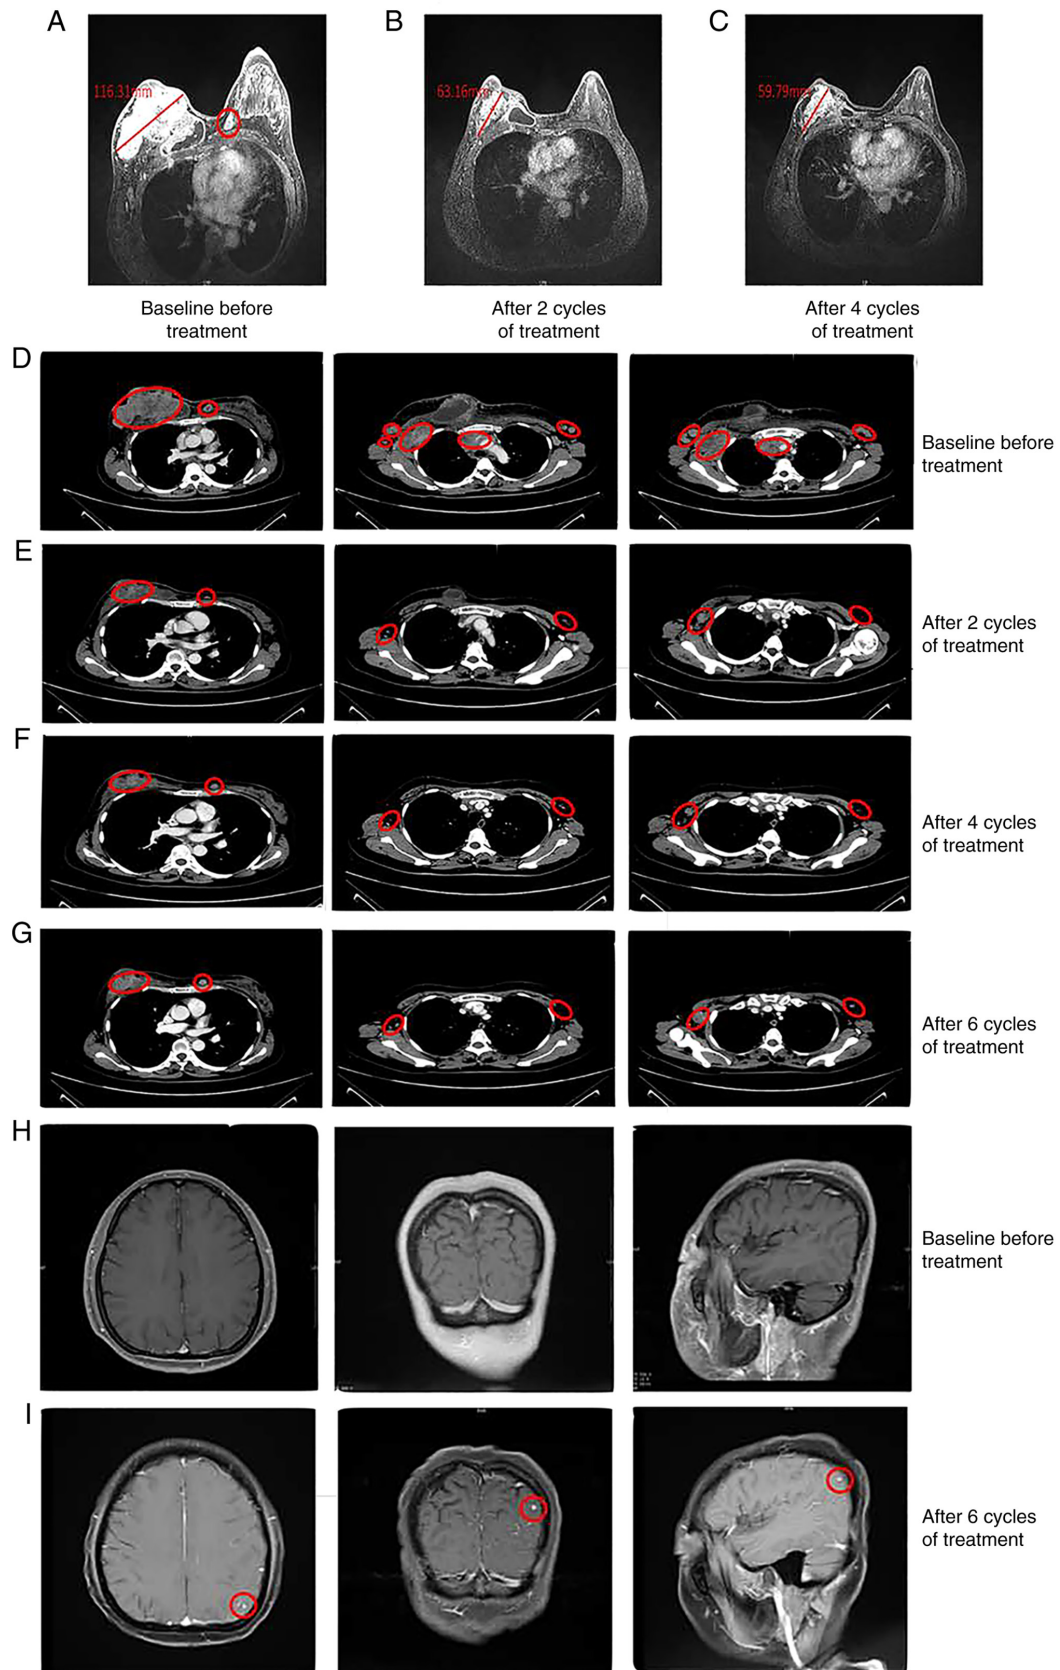 A
B
C
116.31mm
63.16mm
59.79mm
Baseline before
treatment
After 2 cycles
of treatment
After 4 cycles
of treatment
D
Baseline before
treatment
E
After 2 cycles
of treatment
F
After 4 cycles
of treatment
G
After 6 cycles
of treatment
H
Baseline before
treatment
I
After 6 cycles
of treatment